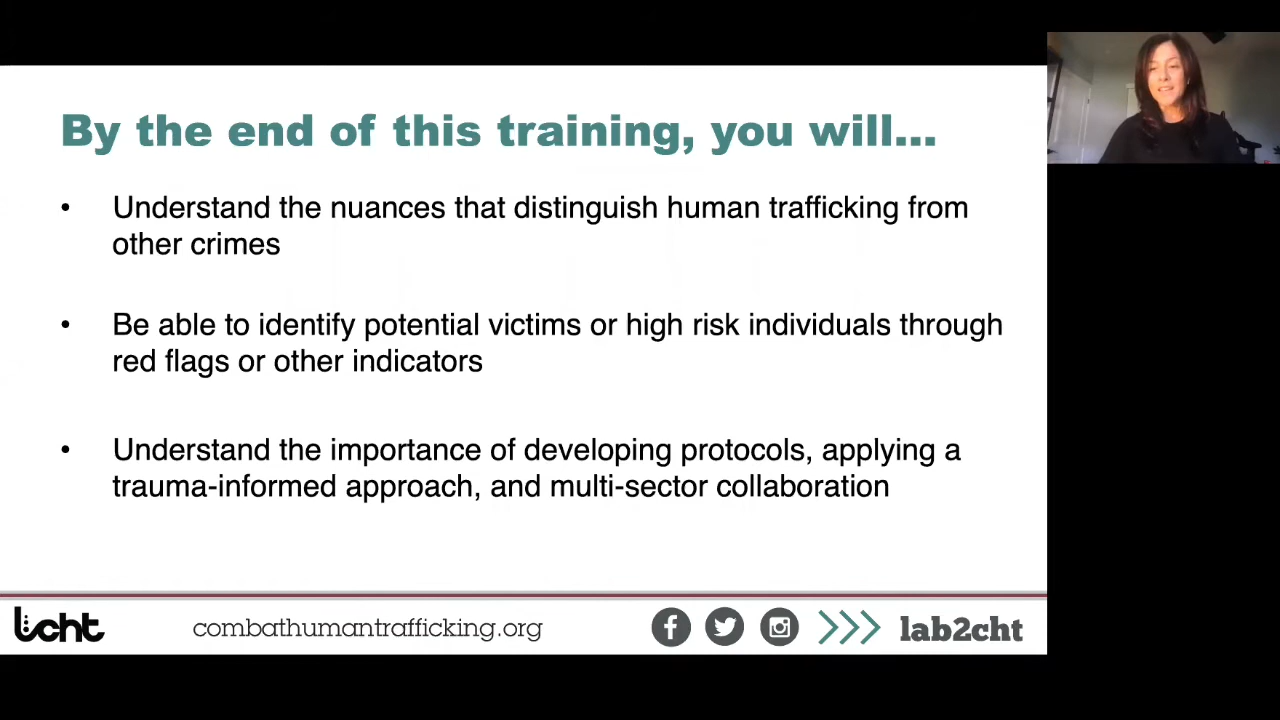 By the end of this training, you will...
• Understand the nuances that distinguish human trafficking from
other crimes
• Be able to identify potential victims or high risk individuals through
red flags or other indicators
• Understand the importance of developing protocols, applying a
trauma-informed approach, and multi-sector collaboration
lcht combathumantrafficking.org lab2cht